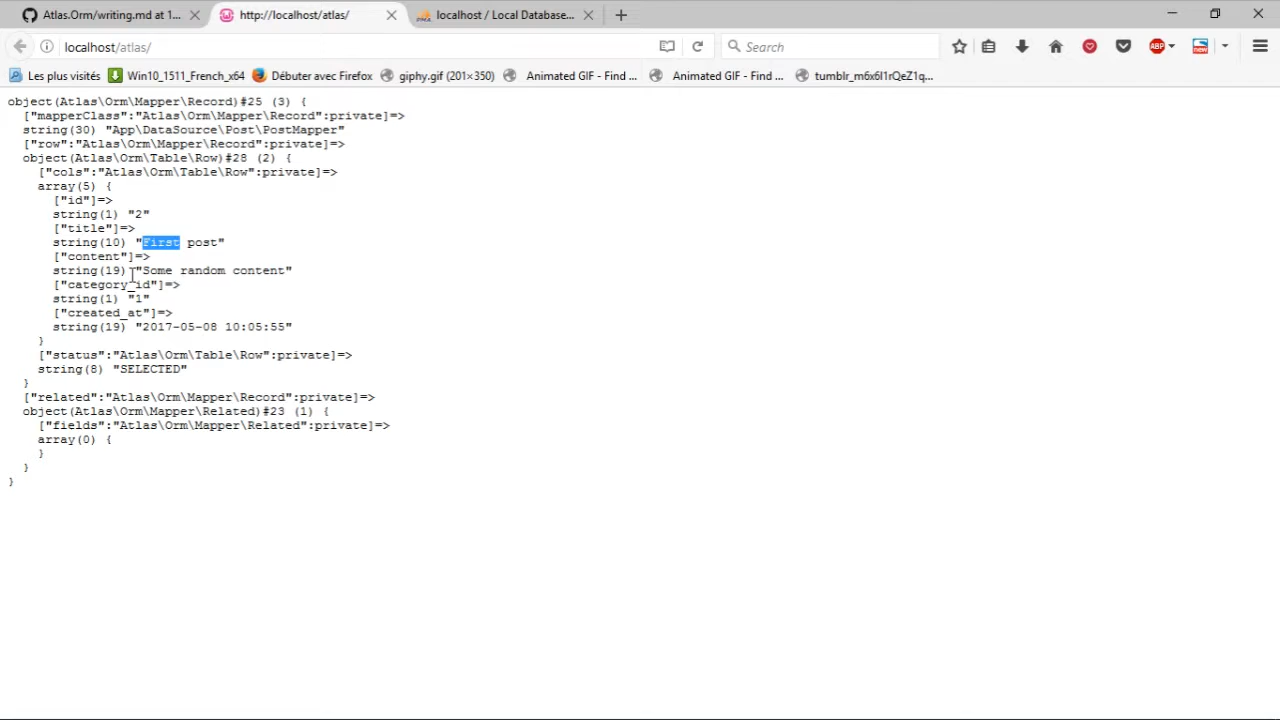 Atlas.Orm/writing.md at 1...
http://localhost/atlas/
localhost / Local Database...
localhost/atlas/
Search
ABP
new
Les plus visités
Win10_1511_French_x64
Débuter avec Firefox
giphy.gif (201×350)
Animated GIF - Find ...
Animated GIF - Find ...
tumblr_m6x6l1rQeZ1q...
object(Atlas\Orm\Mapper\Record)#25 (3) {
["mapperClass":"Atlas\Orm\Mapper\Record":private]=>
string(30) "App\DataSource\Post\PostMapper"
["row":"Atlas\Orm\Mapper\Record":private]=>
object(Atlas\Orm\Table\Row)#28 (2) {
["cols":"Atlas\Orm\Table\Row":private]=>
array(5) {
["id"]=>
string(1) "2"
["title"]=>
string(10) "First post"
["content"]=>
string(19) "Some random content"
["category_id"]=>
string(1) "1"
["created_at"]=>
string(19) "2017-05-08 10:05:55"
}
["status":"Atlas\Orm\Table\Row":private]=>
string(8) "SELECTED"
}
["related":"Atlas\Orm\Mapper\Record":private]=>
object(Atlas\Orm\Mapper\Related)#23 (1) {
["fields":"Atlas\Orm\Mapper\Related":private]=>
array(0) {
}
}
}